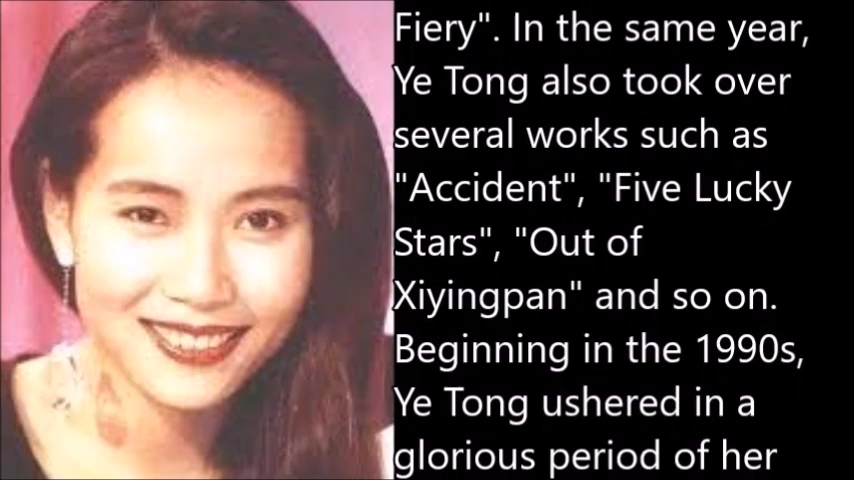 Fiery". In the same year,
Ye Tong also took over
several works such as
"Accident", "Five Lucky
Stars", "Out of
Xiyingpan" and so on.
Beginning in the 1990s,
Ye Tong ushered in a
glorious period of her